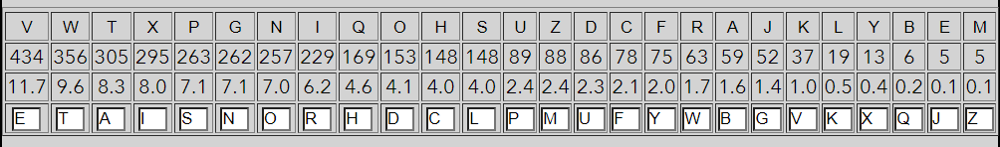 V W T X P G N I Q O H S U Z D C F R A J K L Y B E M
434 356 305 295 263 262 257 229 169 153 148 148 89 88 86 78 75 63 59 52 37 19 13 6 5 5
11.7 9.6 8.3 8.0 7.1 7.1 7.0 6.2 4.6 4.1 4.0 4.0 2.4 2.4 2.3 2.1 2.0 1.7 1.6 1.4 1.0 0.5 0.4 0.2 0.1 0.1
E T A I S N O R H D C L P M U F Y W B G V K X Q J Z